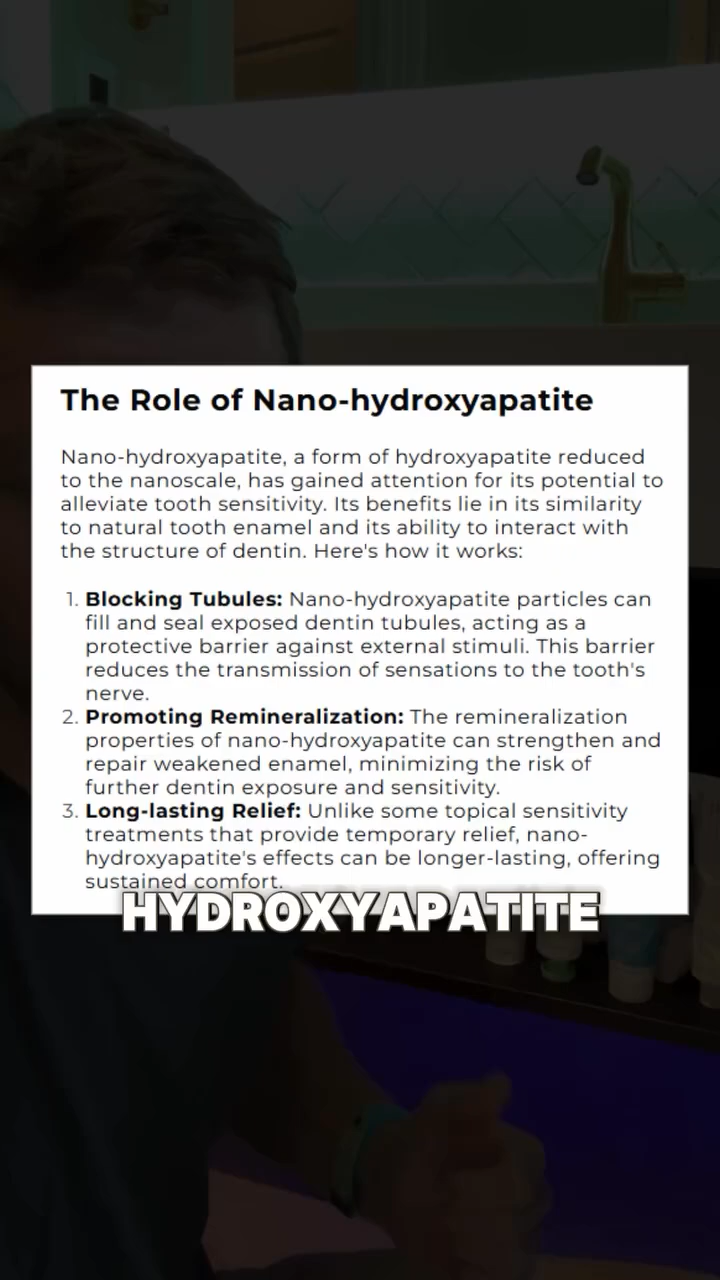 The Role of Nano-hydroxyapatite
Nano-hydroxyapatite, a form of hydroxyapatite reduced
to the nanoscale, has gained attention for its potential to
alleviate tooth sensitivity. Its benefits lie in its similarity
to natural tooth enamel and its ability to interact with
the structure of dentin. Here's how it works:
1. Blocking Tubules: Nano-hydroxyapatite particles can
fill and seal exposed dentin tubules, acting as a
protective barrier against external stimuli. This barrier
reduces the transmission of sensations to the tooth's
nerve.
2. Promoting Remineralization: The remineralization
properties of nano-hydroxyapatite can strengthen and
repair weakened enamel, minimizing the risk of
further dentin exposure and sensitivity.
3. Long-lasting Relief: Unlike some topical sensitivity
treatments that provide temporary relief, nano-
hydroxyapatite's effects can be longer-lasting, offering
sustained comfort.
HYDROXYAPATITE